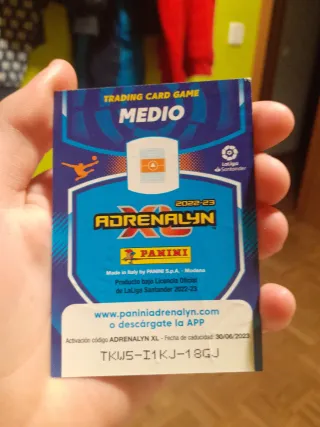 TRADING CARD GAME
MEDIO
LaLiga
Santander
2022-23
ADRENALYN
XL
PANINI
Made in Italy by PANINI S.p.A. - Modena
Producto bajo Licencia Oficial
de LaLiga Santander 2022-23
www.paniniadrenalyn.com
o descárgate la APP
Activación código ADRENALYN XL - Fecha de caducidad: 30/06/2023
TKW5-I1KJ-18GJ